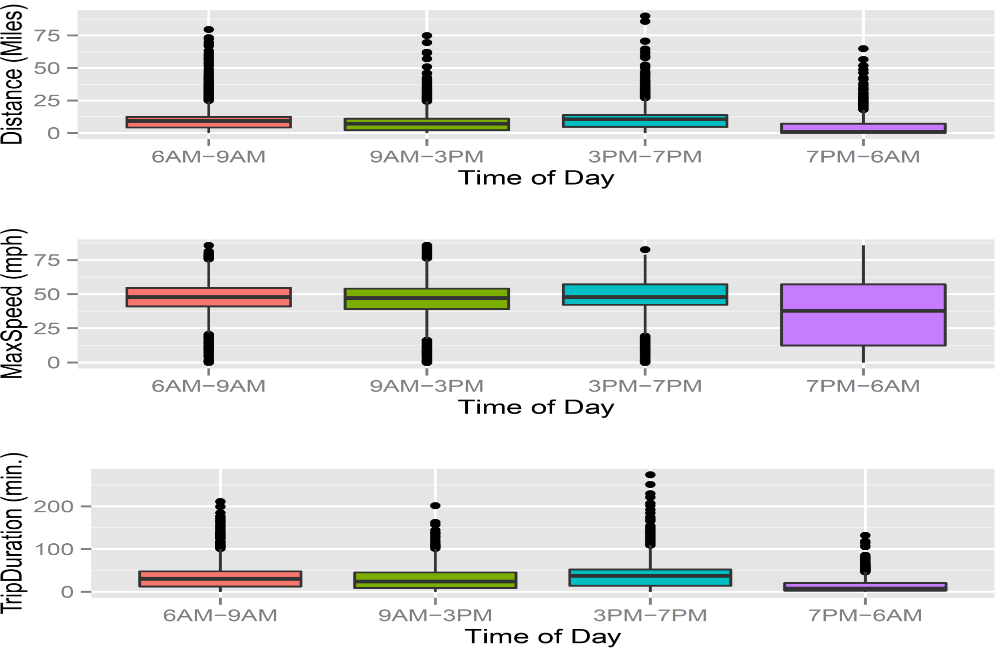 Distance (Miles)
75
50
25
0
6AM−9AM 9AM−3PM 3PM−7PM 7PM−6AM
Time of Day
MaxSpeed (mph)
75
50
25
0
6AM−9AM 9AM−3PM 3PM−7PM 7PM−6AM
Time of Day
TripDuration (min.)
200
100
0
6AM−9AM 9AM−3PM 3PM−7PM 7PM−6AM
Time of Day